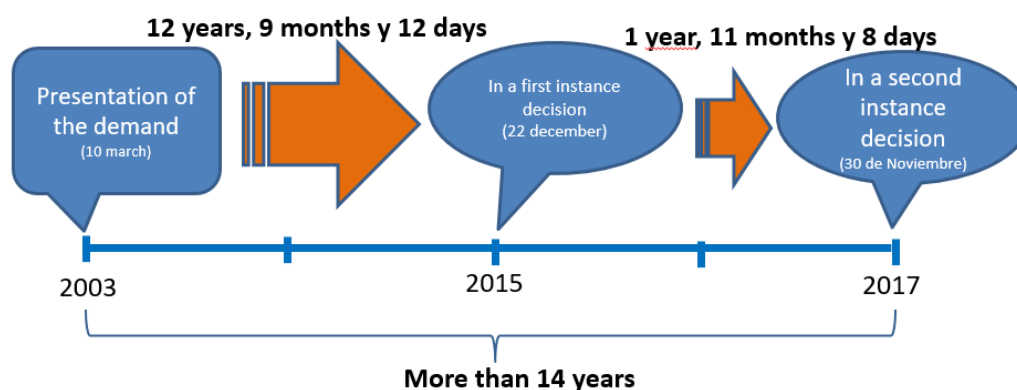 12 years, 9 months y 12 days
1 year, 11 months y 8 days
Presentation of
the demand
(10 march)
In a first instance
decision
(22 december)
In a second
instance
decision
(30 de Noviembre)
2003
2015
2017
More than 14 years